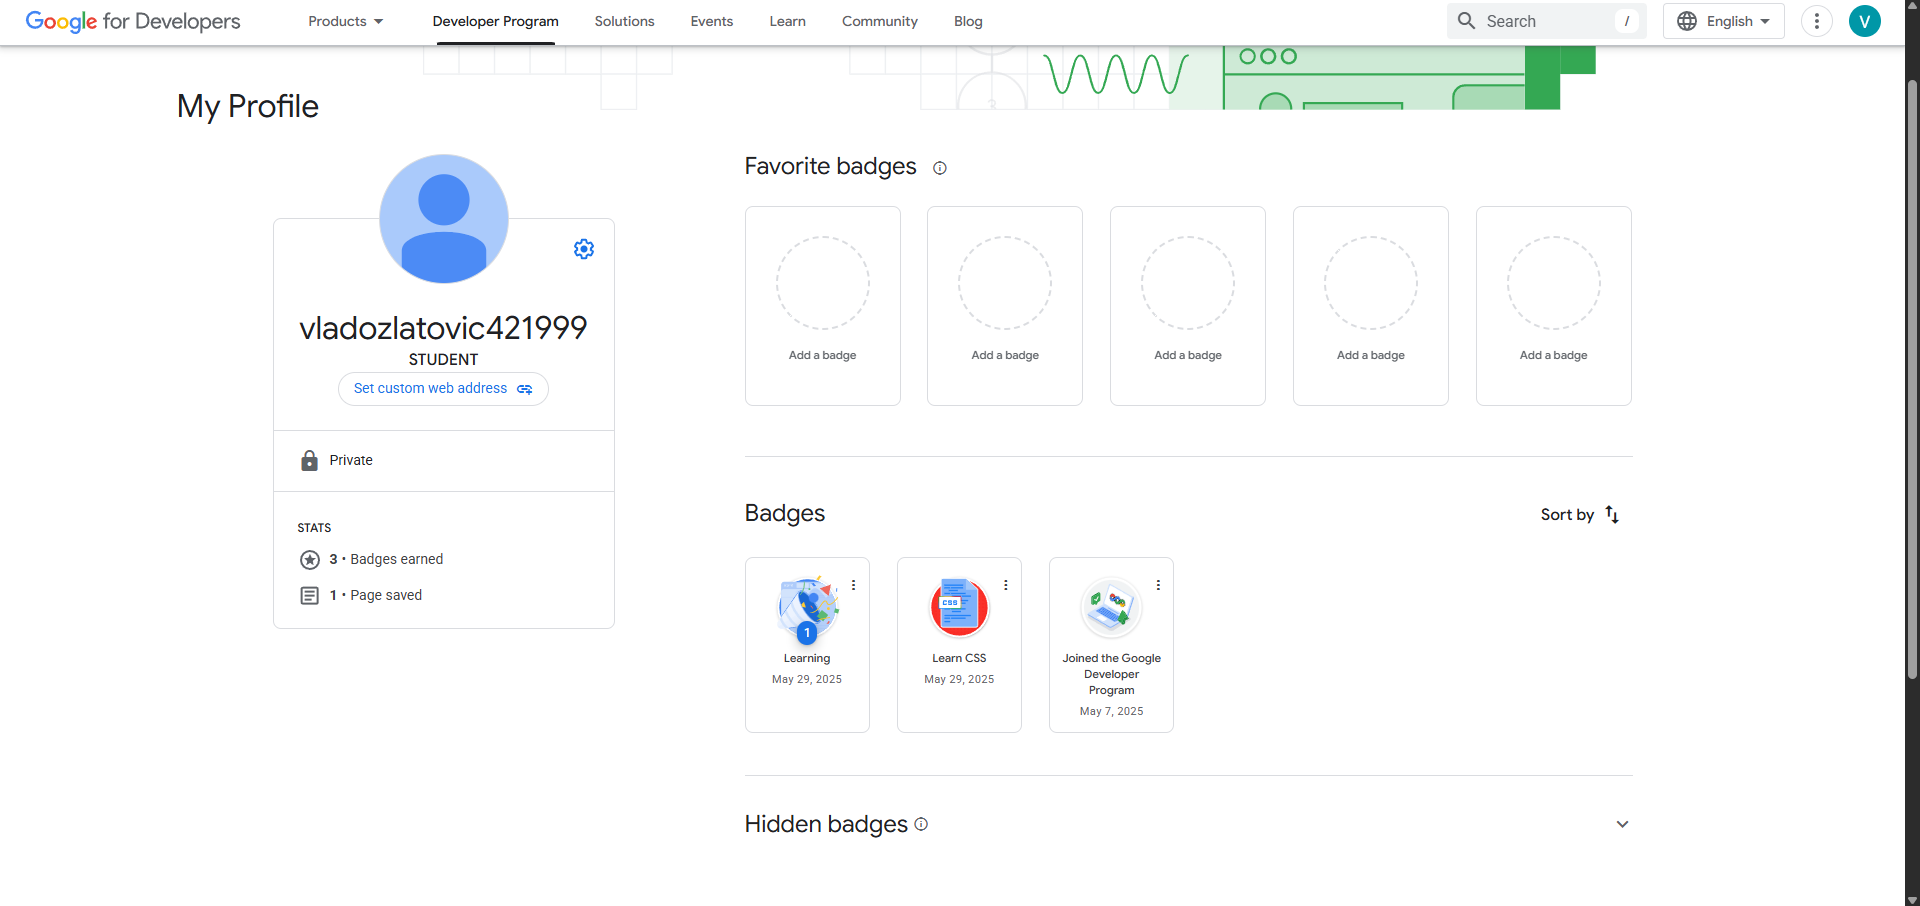 Google for Developers
Products
Developer Program
Solutions
Events
Learn
Community
Blog
Search
/
English
V
My Profile
vladozlatovic421999
STUDENT
Set custom web address
Private
STATS
3 • Badges earned
1 • Page saved
Favorite badges
Add a badge
Add a badge
Add a badge
Add a badge
Add a badge
Badges
Sort by
1
Learning
May 29, 2025
CSS
Learn CSS
May 29, 2025
Joined the Google
Developer
Program
May 7, 2025
Hidden badges